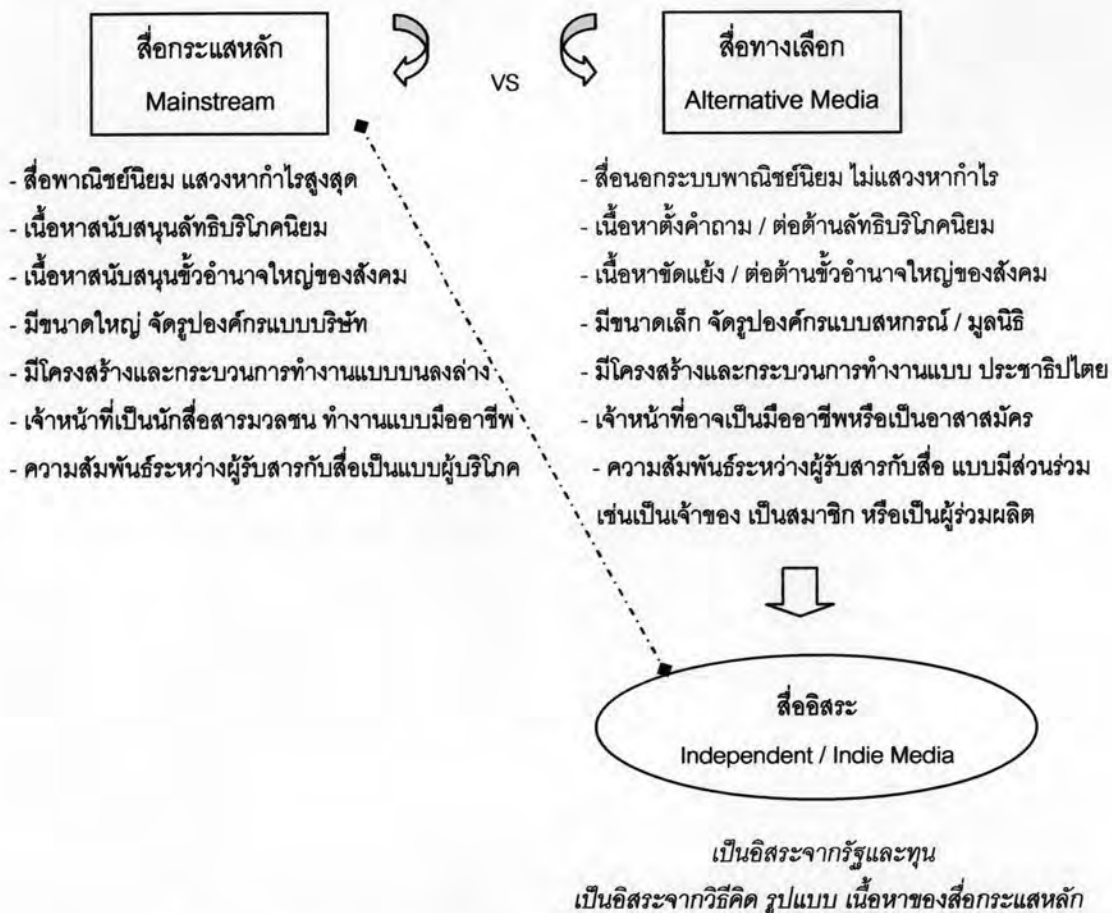 สื่อกระแสหลัก
Mainstream
VS
สื่อทางเลือก
Alternative Media
- สื่อพาณิชย์นิยม แสวงหากำไรสูงสุด
- เนื้อหาสนับสนุนลัทธิบริโภคนิยม
- เนื้อหาสนับสนุนขั้วอำนาจใหญ่ของสังคม
- มีขนาดใหญ่ จัดรูปองค์กรแบบบริษัท
- มีโครงสร้างและกระบวนการทำงานแบบบนลงล่าง
- เจ้าหน้าที่เป็นนักสื่อสารมวลชน ทำงานแบบมืออาชีพ
- ความสัมพันธ์ระหว่างผู้รับสารกับสื่อเป็นแบบผู้บริโภค
- สื่อนอกระบบพาณิชย์นิยม ไม่แสวงหากำไร
- เนื้อหาตั้งคำถาม / ต่อต้านลัทธิบริโภคนิยม
- เนื้อหาขัดแย้ง / ต่อต้านขั้วอำนาจใหญ่ของสังคม
- มีขนาดเล็ก จัดรูปองค์กรแบบสหกรณ์ / มูลนิธิ
- มีโครงสร้างและกระบวนการทำงานแบบ ประชาธิปไตย
- เจ้าหน้าที่อาจเป็นมืออาชีพหรือเป็นอาสาสมัคร
- ความสัมพันธ์ระหว่างผู้รับสารกับสื่อ แบบมีส่วนร่วม
เช่นเป็นเจ้าของ เป็นสมาชิก หรือเป็นผู้ร่วมผลิต
สื่ออิสระ
Independent / Indie Media
เป็นอิสระจากรัฐและทุน
เป็นอิสระจากวิธีคิด รูปแบบ เนื้อหาของสื่อกระแสหลัก